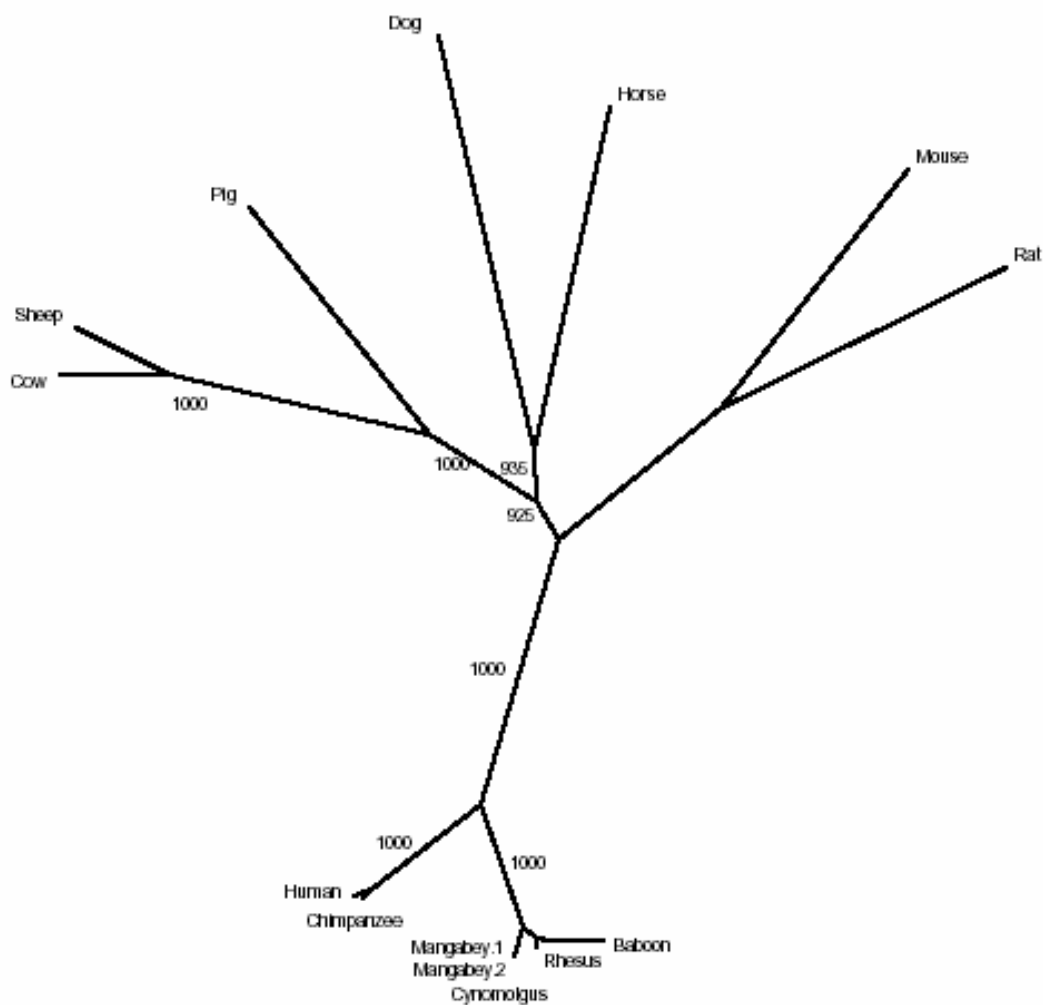 Dog
Horse
Mouse
Pig
Rat
Sheep
Cow
1000
1000
935
925
1000
1000
1000
Human
Chimpanzee
Mangabey.1
Baboon
Rhesus
Mangabey.2
Cynomolgus